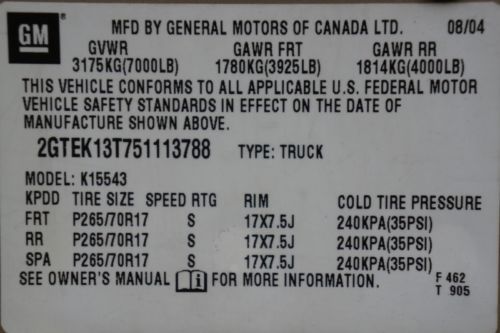 GM MFD BY GENERAL MOTORS OF CANADA LTD. 08/04
GVWR GAWR FRT GAWR RR
3175KG(7000LB) 1780KG(3925LB) 1814KG(4000LB)
THIS VEHICLE CONFORMS TO ALL APPLICABLE U.S. FEDERAL MOTOR
VEHICLE SAFETY STANDARDS IN EFFECT ON THE DATE OF
MANUFACTURE SHOWN ABOVE.
2GTEK13T751113788 TYPE: TRUCK
MODEL: K15543
KPDD TIRE SIZE SPEED RTG RIM COLD TIRE PRESSURE
FRT P265/70R17 S 17X7.5J 240KPA(35PSI)
RR P265/70R17 S 17X7.5J 240KPA(35PSI)
SPA P265/70R17 S 17X7.5J 240KPA(35PSI)
SEE OWNER'S MANUAL i FOR MORE INFORMATION. F 462
T 905